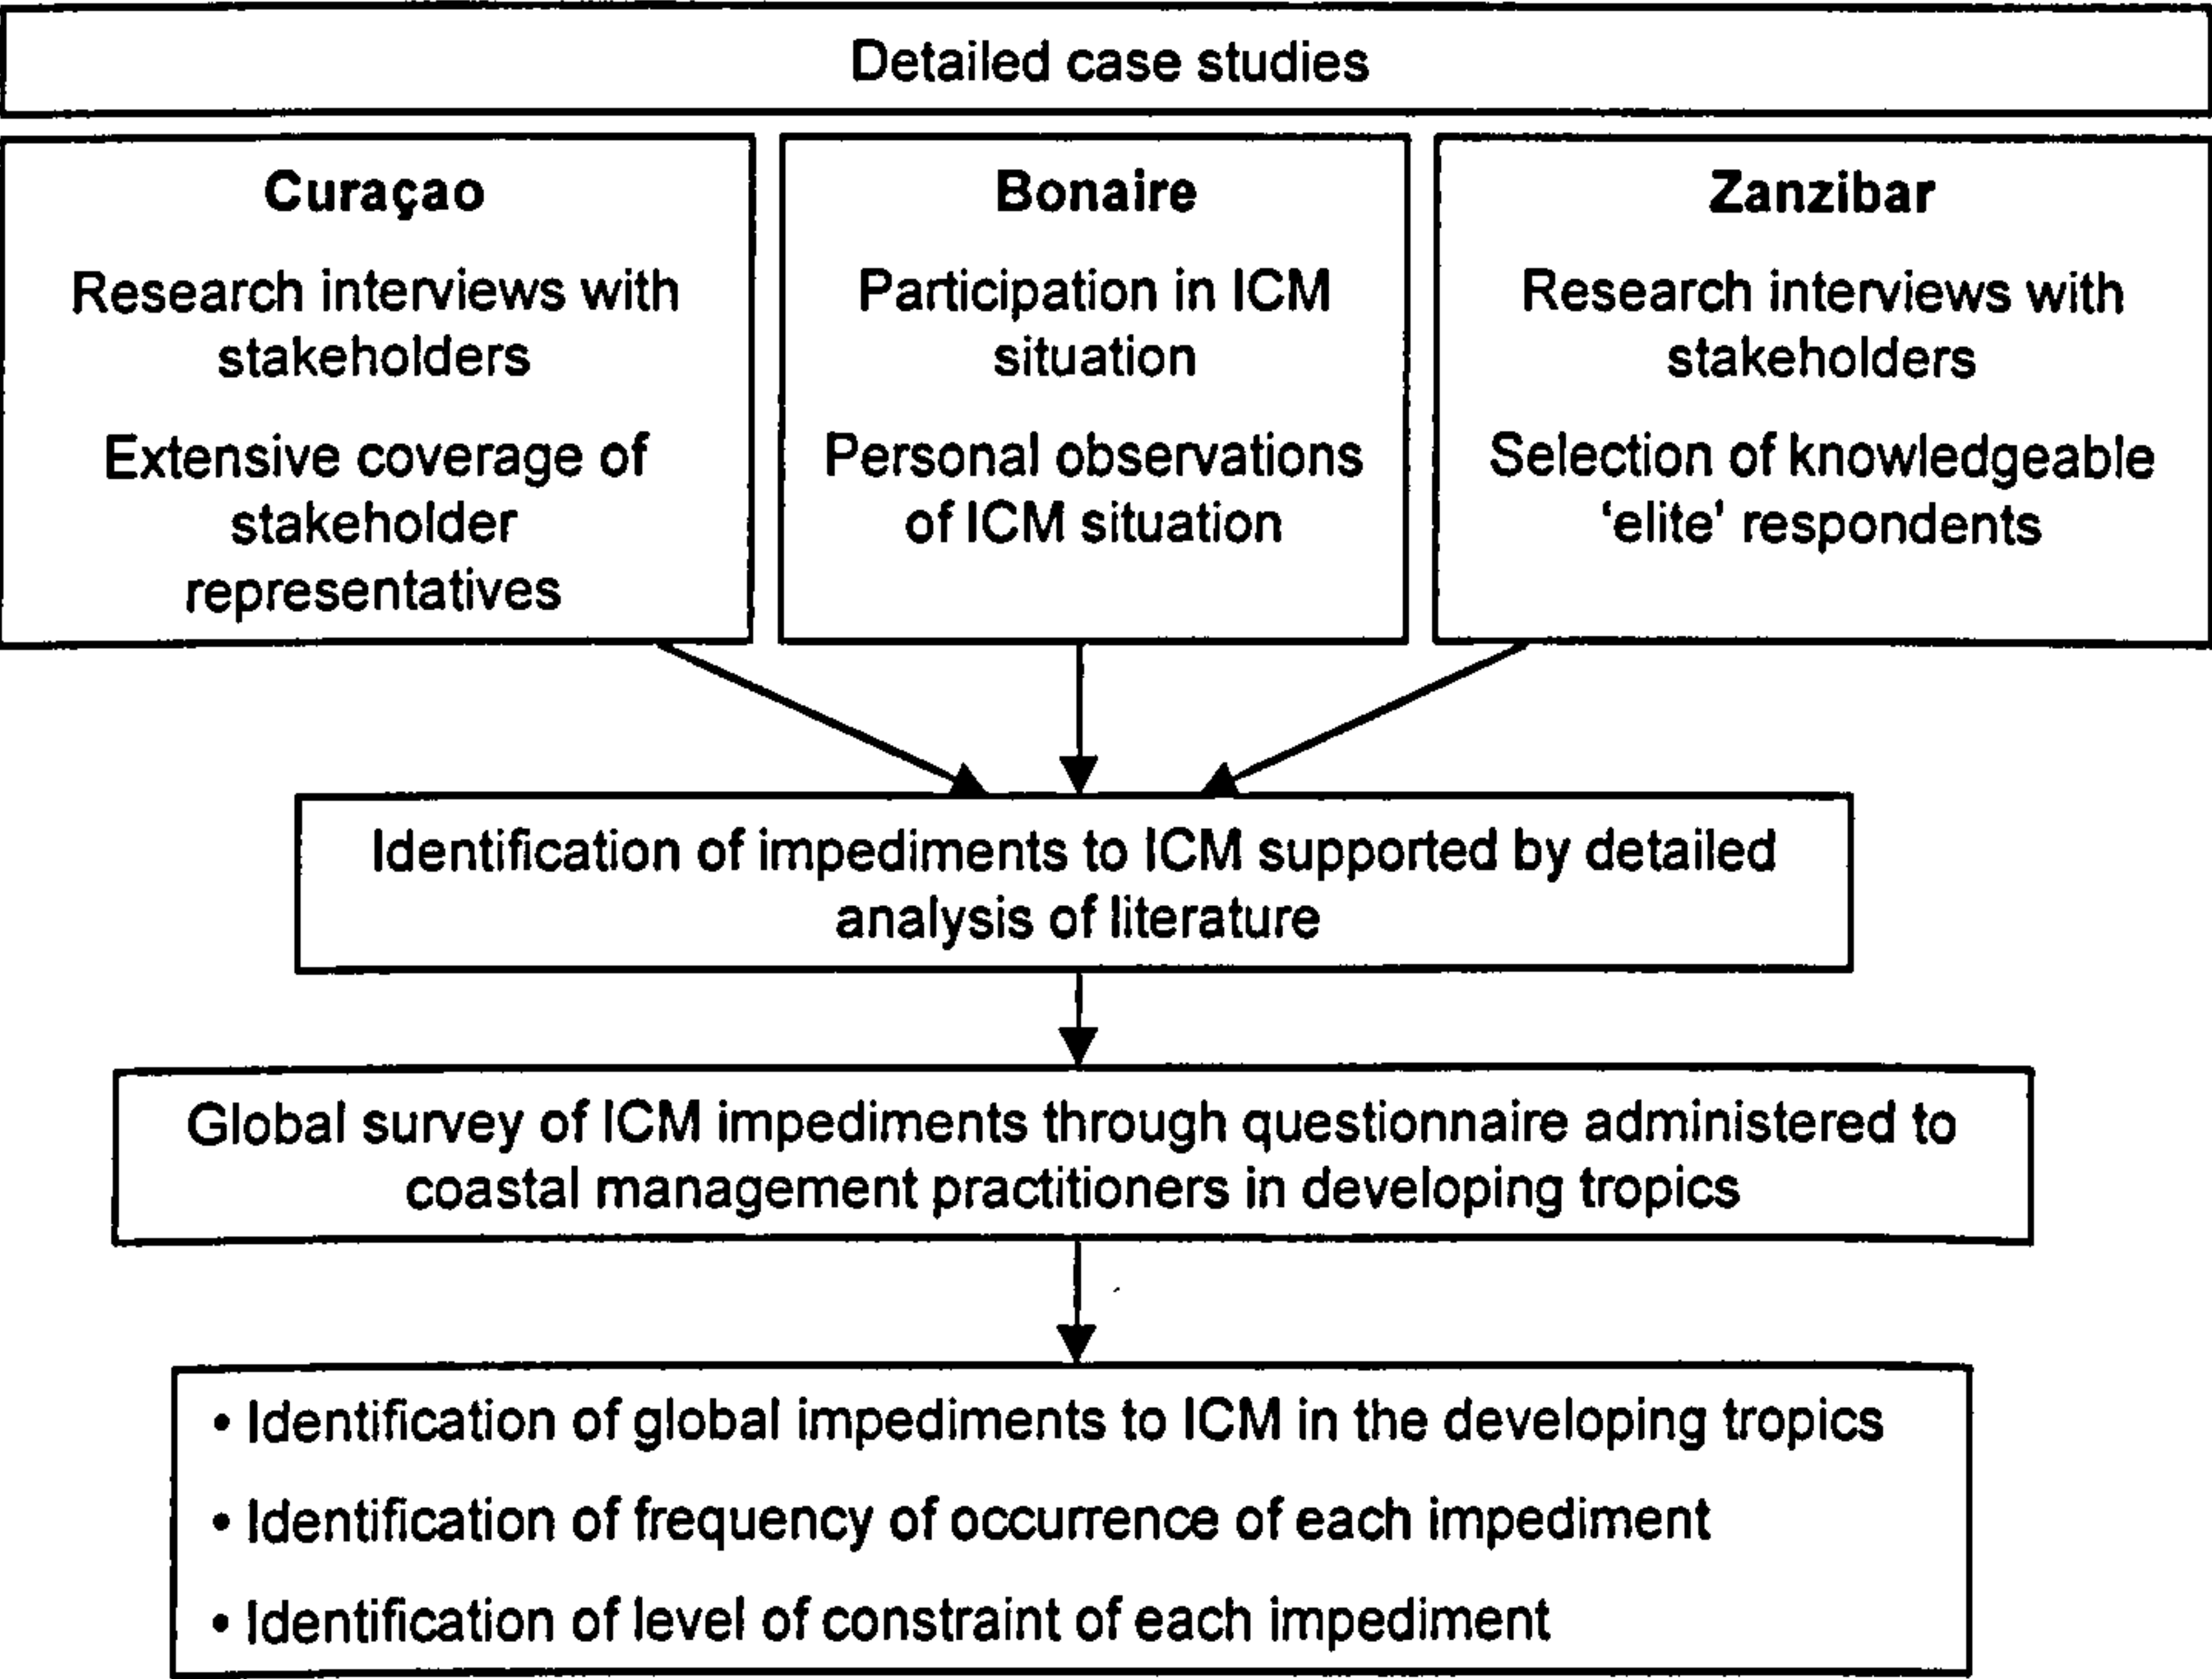 Detailed case studies
Curaçao
Research interviews with
stakeholders
Extensive coverage of
stakeholder
representatives
Bonaire
Participation in ICM
situation
Personal observations
of ICM situation
Zanzibar
Research interviews with
stakeholders
Selection of knowledgeable
‘elite’ respondents
Identification of impediments to ICM supported by detailed
analysis of literature
Global survey of ICM impediments through questionnaire administered to
coastal management practitioners in developing tropics
• Identification of global impediments to ICM in the developing tropics
• Identification of frequency of occurrence of each impediment
• Identification of level of constraint of each impediment